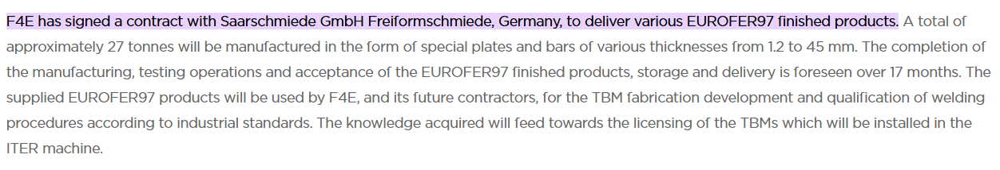 F4E has signed a contract with Saarschmiede GmbH Freiformschmiede, Germany, to deliver various EUROFER97 finished products. A total of
approximately 27 tonnes will be manufactured in the form of special plates and bars of various thicknesses from 1.2 to 45 mm. The completion of
the manufacturing, testing operations and acceptance of the EUROFER97 finished products, storage and delivery is foreseen over 17 months. The
supplied EUROFER97 products will be used by F4E, and its future contractors, for the TBM fabrication development and qualification of welding
procedures according to industrial standards. The knowledge acquired will feed towards the licensing of the TBMs which will be installed in the
ITER machine.